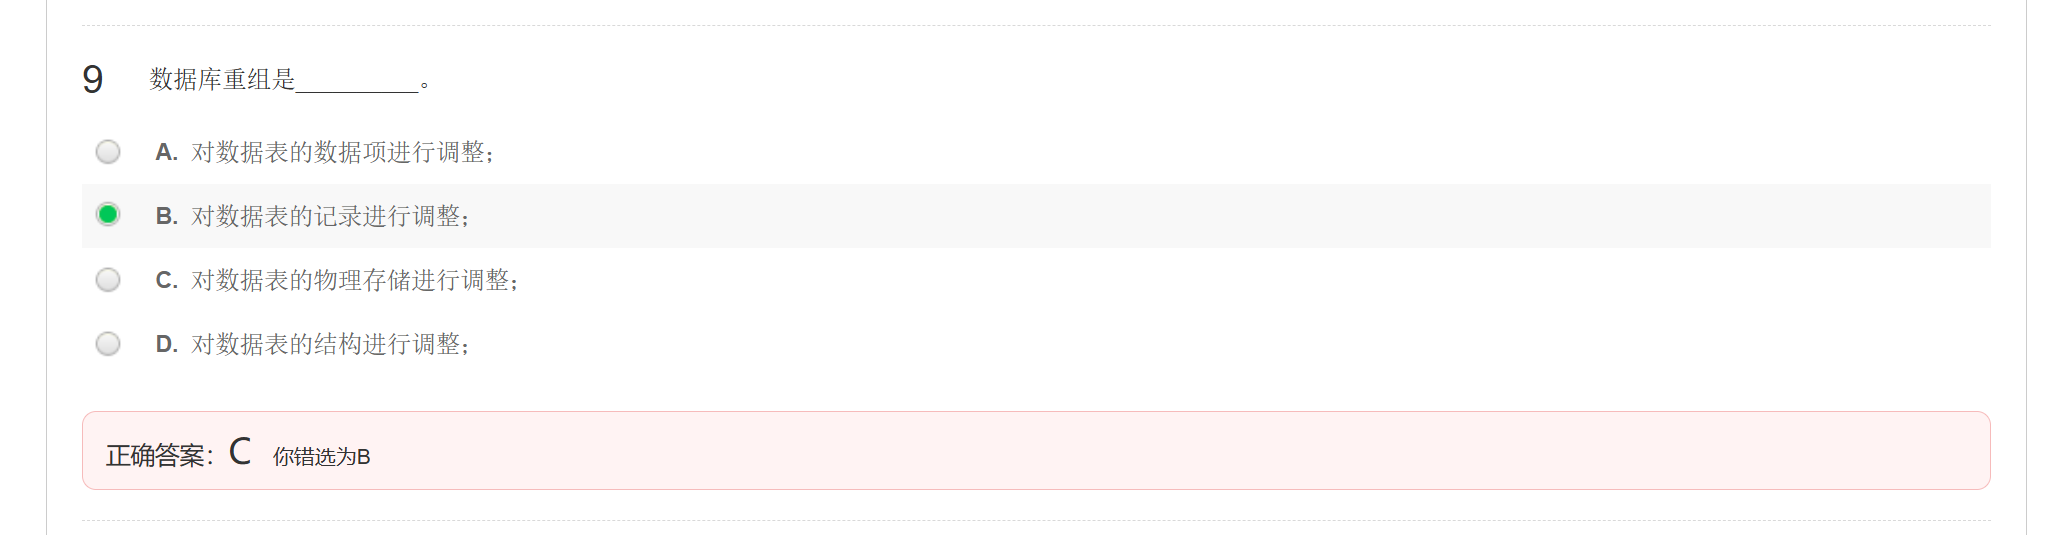 9 数据库重组是__________。
A. 对数据表的数据项进行调整；
B. 对数据表的记录进行调整；
C. 对数据表的物理存储进行调整；
D. 对数据表的结构进行调整；
正确答案：C 你错选为B